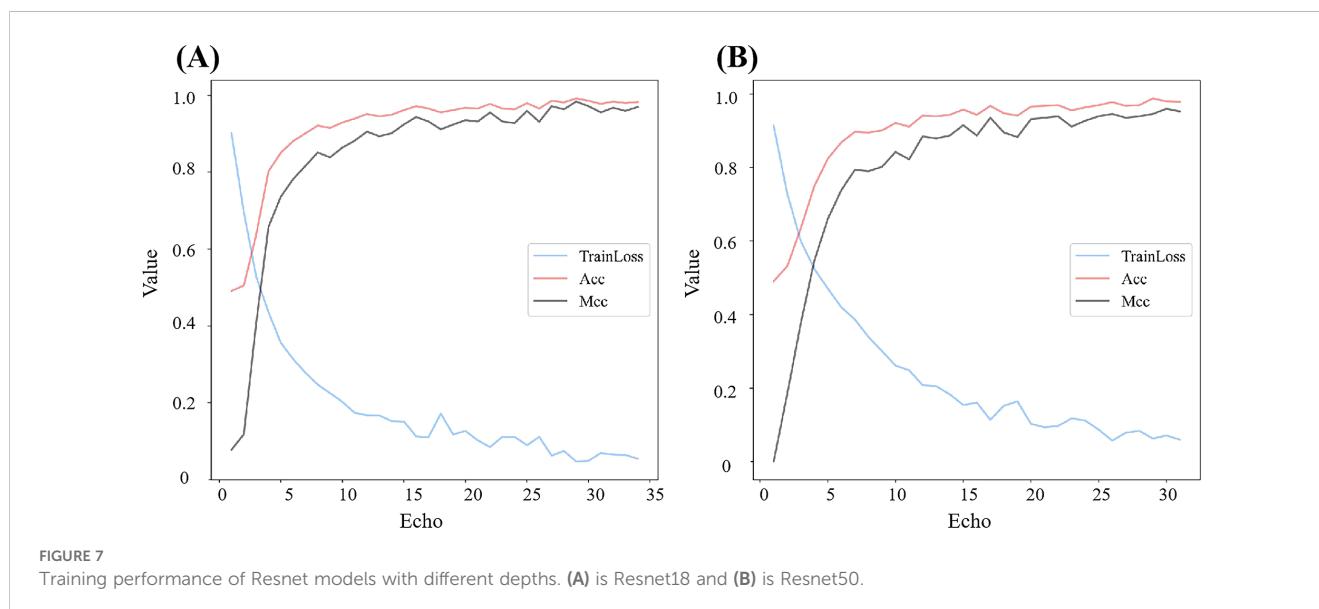 (A)
1.0
0.8
0.6
0.4
0.2
0
Value
TrainLoss
Acc
Mcc
0 5 10 15 20 25 30 35
Echo
(B)
1.0
0.8
0.6
0.4
0.2
0
Value
TrainLoss
Acc
Mcc
0 5 10 15 20 25 30
Echo
FIGURE 7
Training performance of Resnet models with different depths. (A) is Resnet18 and (B) is Resnet50.